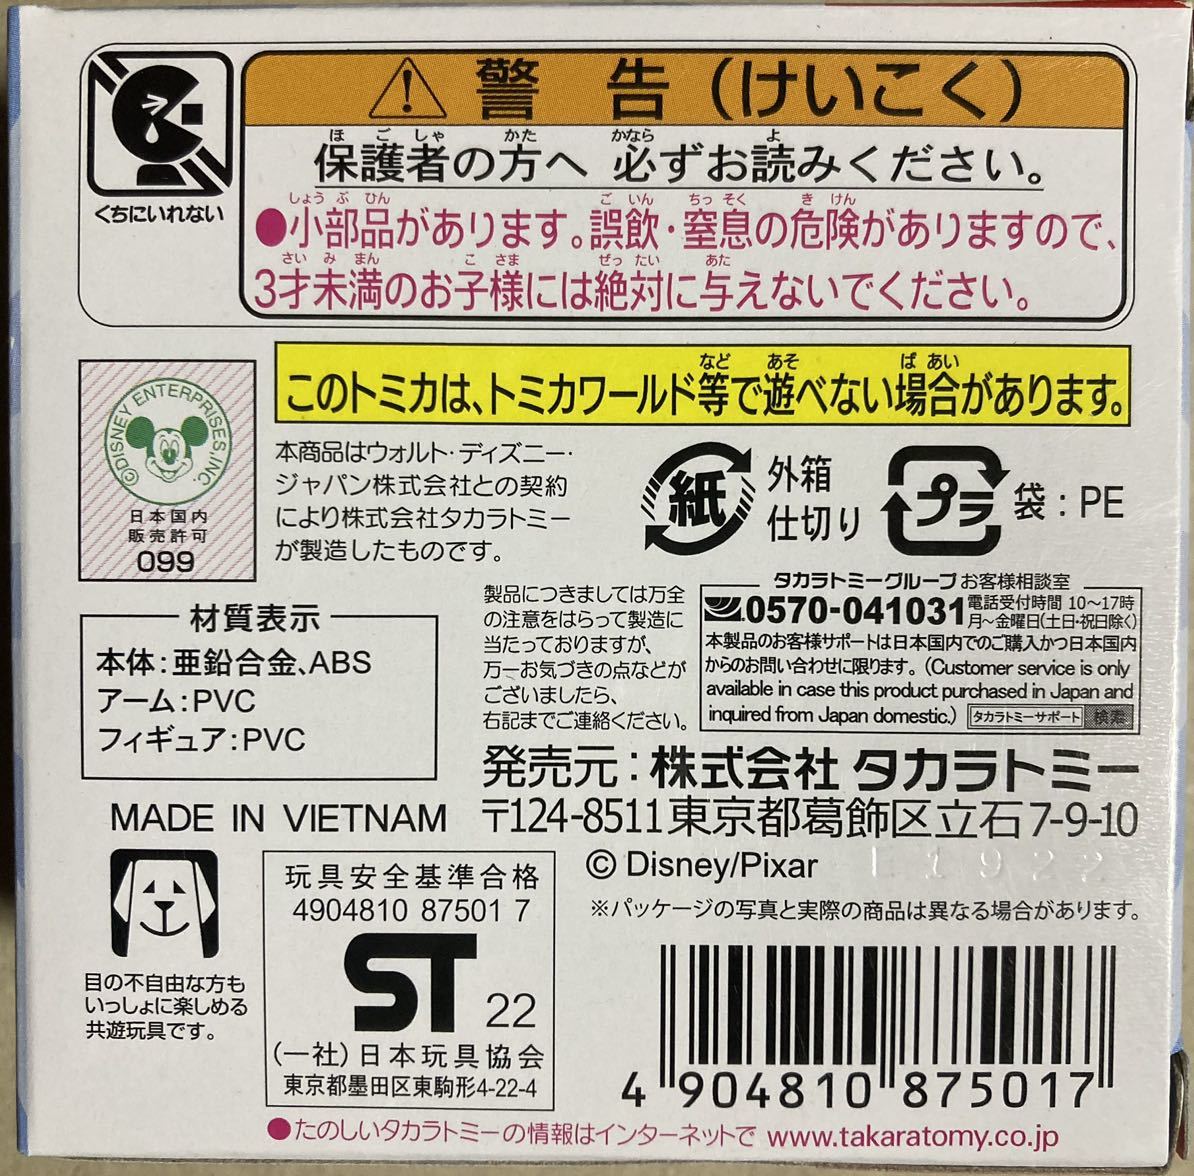 警 告（けいこく）
くちにいれない
保護者の方へ 必ずお読みください。
ほ ご しゃ かた かなら よ
●小部品があります。誤飲・窒息の危険がありますので、
しょう ぶ ひん ご いん ちっ そく き けん
3才未満のお子様には絶対に与えないでください。
さい み まん こ さま ぜっ たい あた
このトミカは、トミカワールド等で遊べない場合があります。
など あそ ば あい
©DISNEY ENTERPRISES, INC.
日本国内
販売許可
099
本商品はウォルト・ディズニー・
ジャパン株式会社との契約
により株式会社タカラトミー
が製造したものです。
紙
外箱
仕切り
プラ
袋：PE
材質表示
本体：亜鉛合金、ABS
アーム：PVC
フィギュア：PVC
製品につきましては万全
の注意をはらって製造に
当たっておりますが、
万一お気づきの点などが
ございましたら、
右記までご連絡ください。
タカラトミーグループお客様相談室
0570-041031
電話受付時間 10〜17時
月〜金曜日（土日・祝日除く）
本製品のお客様サポートは日本国内でのご購入かつ日本国内
からのお問い合わせに限ります。（Customer service is only
available in case this product purchased in Japan and
inquired from Japan domestic.）
タカラトミーサポート 検索
発売元：株式会社 タカラトミー
〒124-8511 東京都葛飾区立石7-9-10
MADE IN VIETNAM
© Disney/Pixar
※パッケージの写真と実際の商品は異なる場合があります。
目の不自由な方も
いっしょに楽しめる
共遊玩具です。
玩具安全基準合格
4904810 87501 7
ST 22
（一社）日本玩具協会
東京都墨田区東駒形4-22-4
4 904810 875017
●たのしいタカラトミーの情報はインターネットで www.takaratomy.co.jp